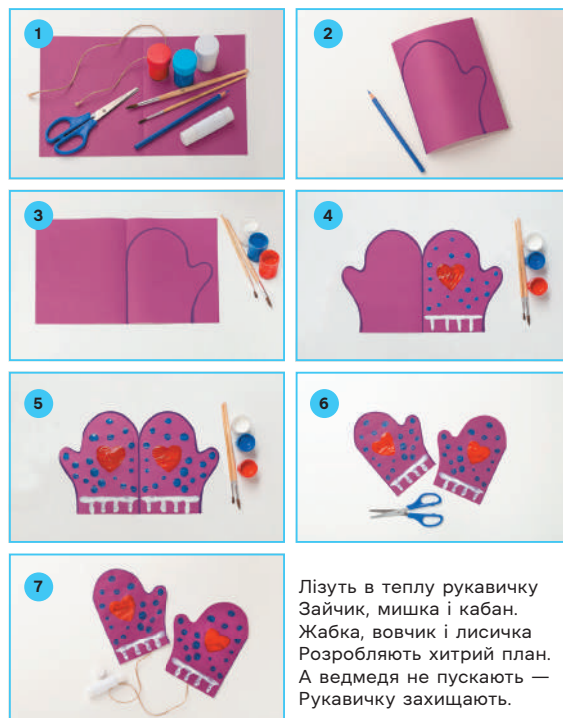 1
2
3
4
5
6
7
Лізуть в теплу рукавичку
Зайчик, мишка і кабан.
Жабка, вовчик і лисичка
Розробляють хитрий план.
А ведмедя не пускають —
Рукавичку захищають.